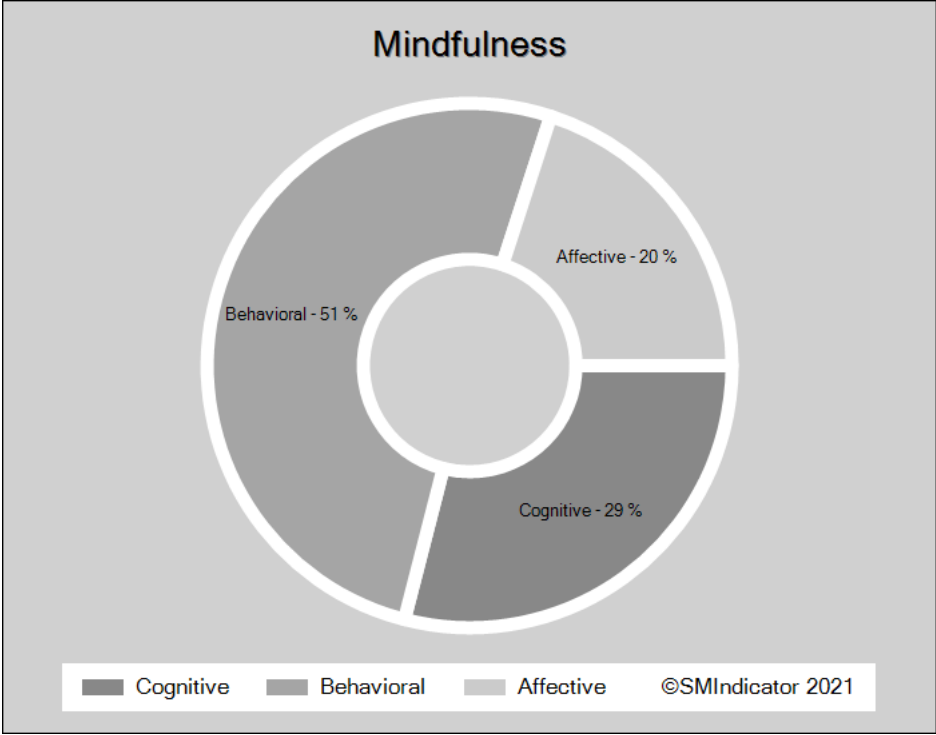 Mindfulness
Affective - 20 %
Behavioral - 51 %
Cognitive - 29 %
Cognitive Behavioral Affective ©SMIndicator 2021